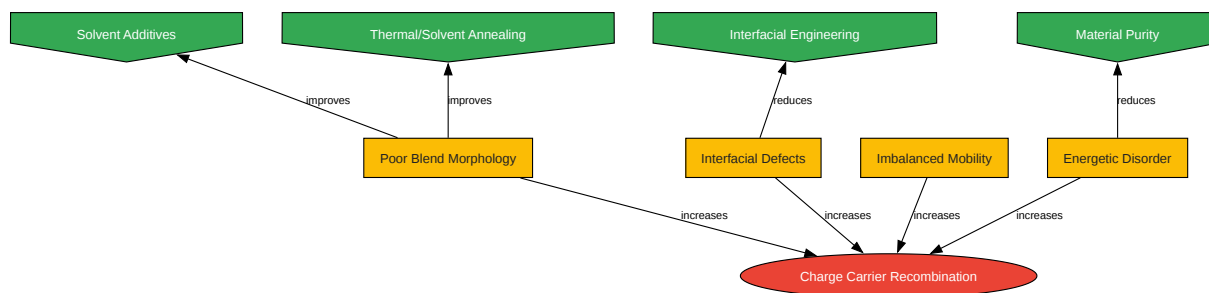 Solvent Additives
Thermal/Solvent Annealing
Interfacial Engineering
Material Purity
improves
improves
reduces
reduces
Poor Blend Morphology
Interfacial Defects
Imbalanced Mobility
Energetic Disorder
increases
increases
increases
increases
Charge Carrier Recombination